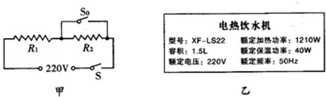 S₀
R₁
R₂
220V
S
甲
电热饮水机
型号：XF-LS22 额定加热功率：1210W
容积：1.5L 额定保温功率：40W
额定电压：220V 额定频率：50Hz
乙